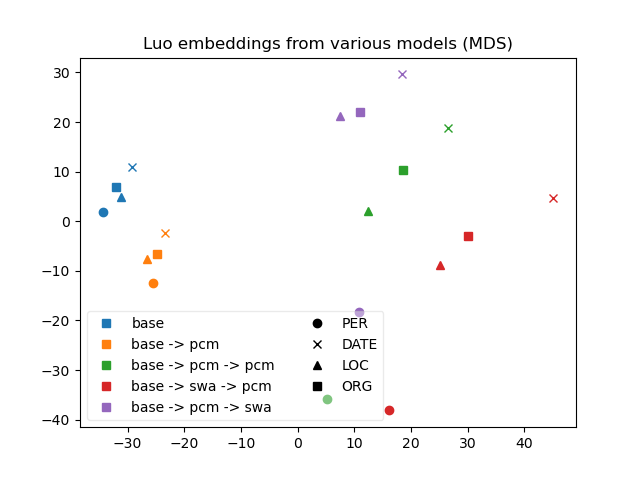 Luo embeddings from various models (MDS)
30
20
10
0
−10
−20
−30
−40
base
base -> pcm
base -> pcm -> pcm
base -> swa -> pcm
base -> pcm -> swa
PER
DATE
LOC
ORG
−30
−20
−10
0
10
20
30
40